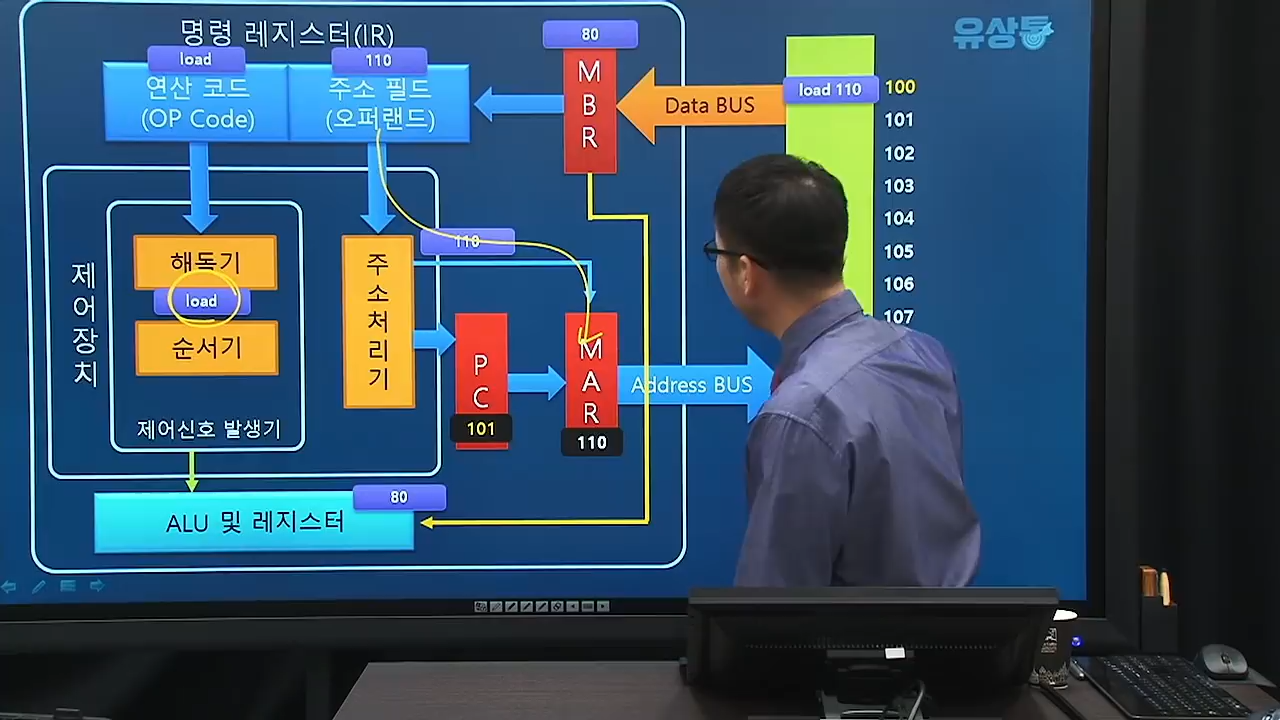 명령 레지스터(IR)
load
110
연산 코드
(OP Code)
주소 필드
(오퍼랜드)
80
M
B
R
Data BUS
load 110
100
101
102
103
104
105
106
107
유상통
제
어
장
치
해독기
load
순서기
제어신호 발생기
주
소
처
리
기
110
P
C
101
M
A
R
110
Address BUS
80
ALU 및 레지스터